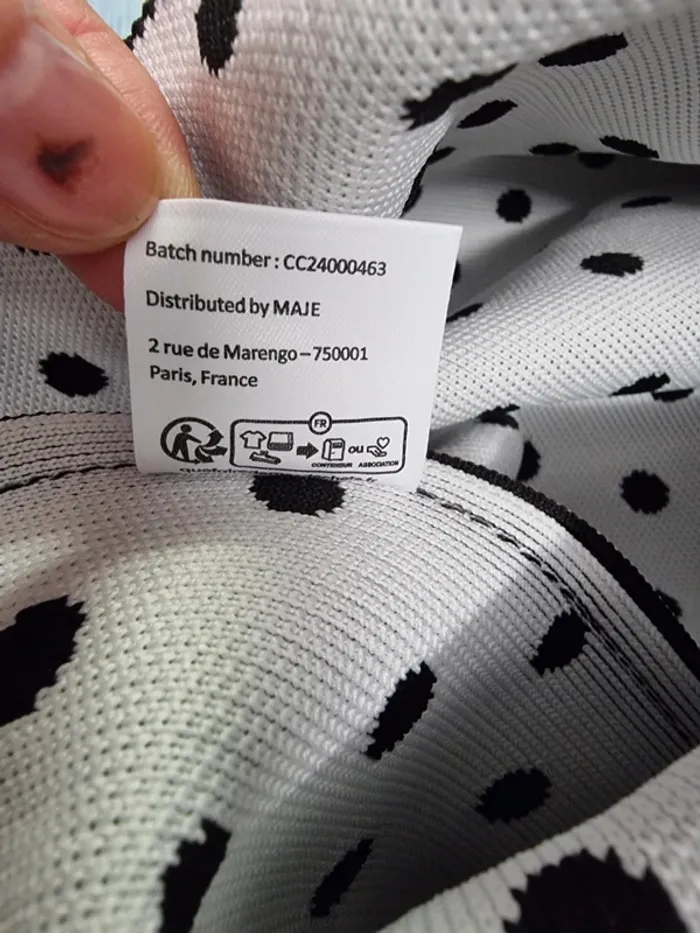 Batch number : CC24000463
Distributed by MAJE
2 rue de Marengo – 750001
Paris, France
FR
ou
CONTENEUR ASSOCIATION